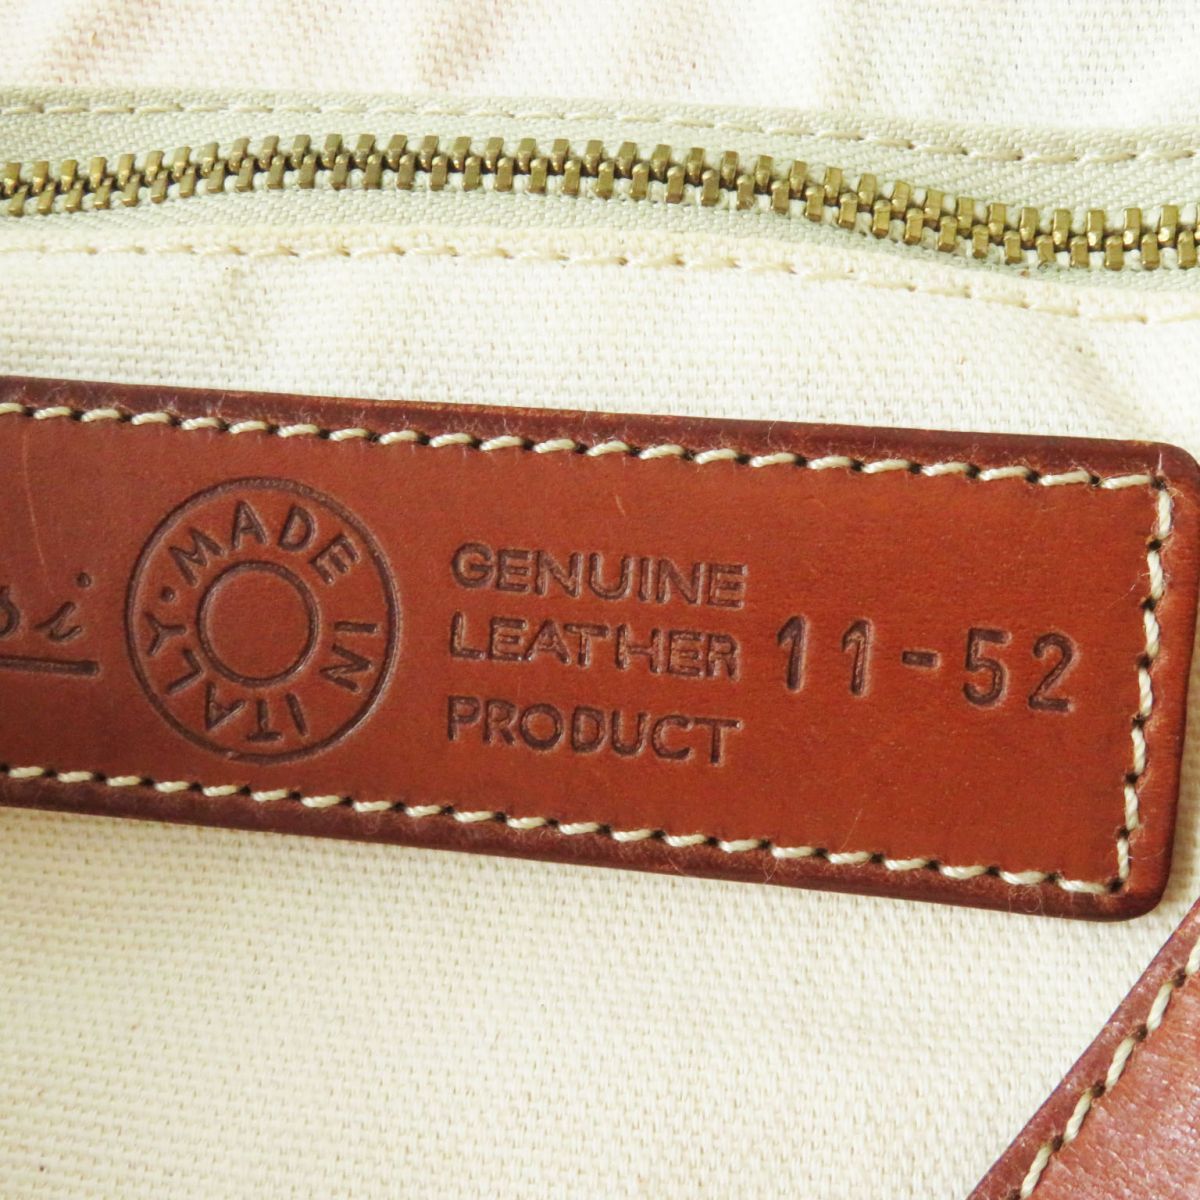 MADE IN ITALY·
GENUINE
LEATHER
PRODUCT
11-52